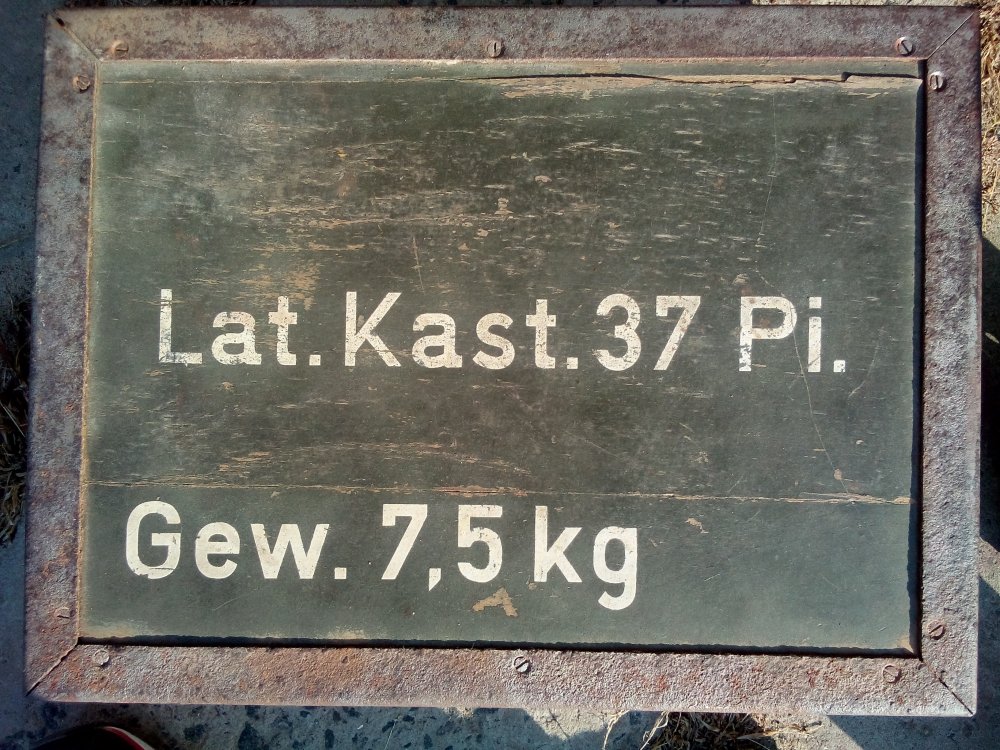 Lat. Kast. 37 Pi.
Gew. 7,5 kg